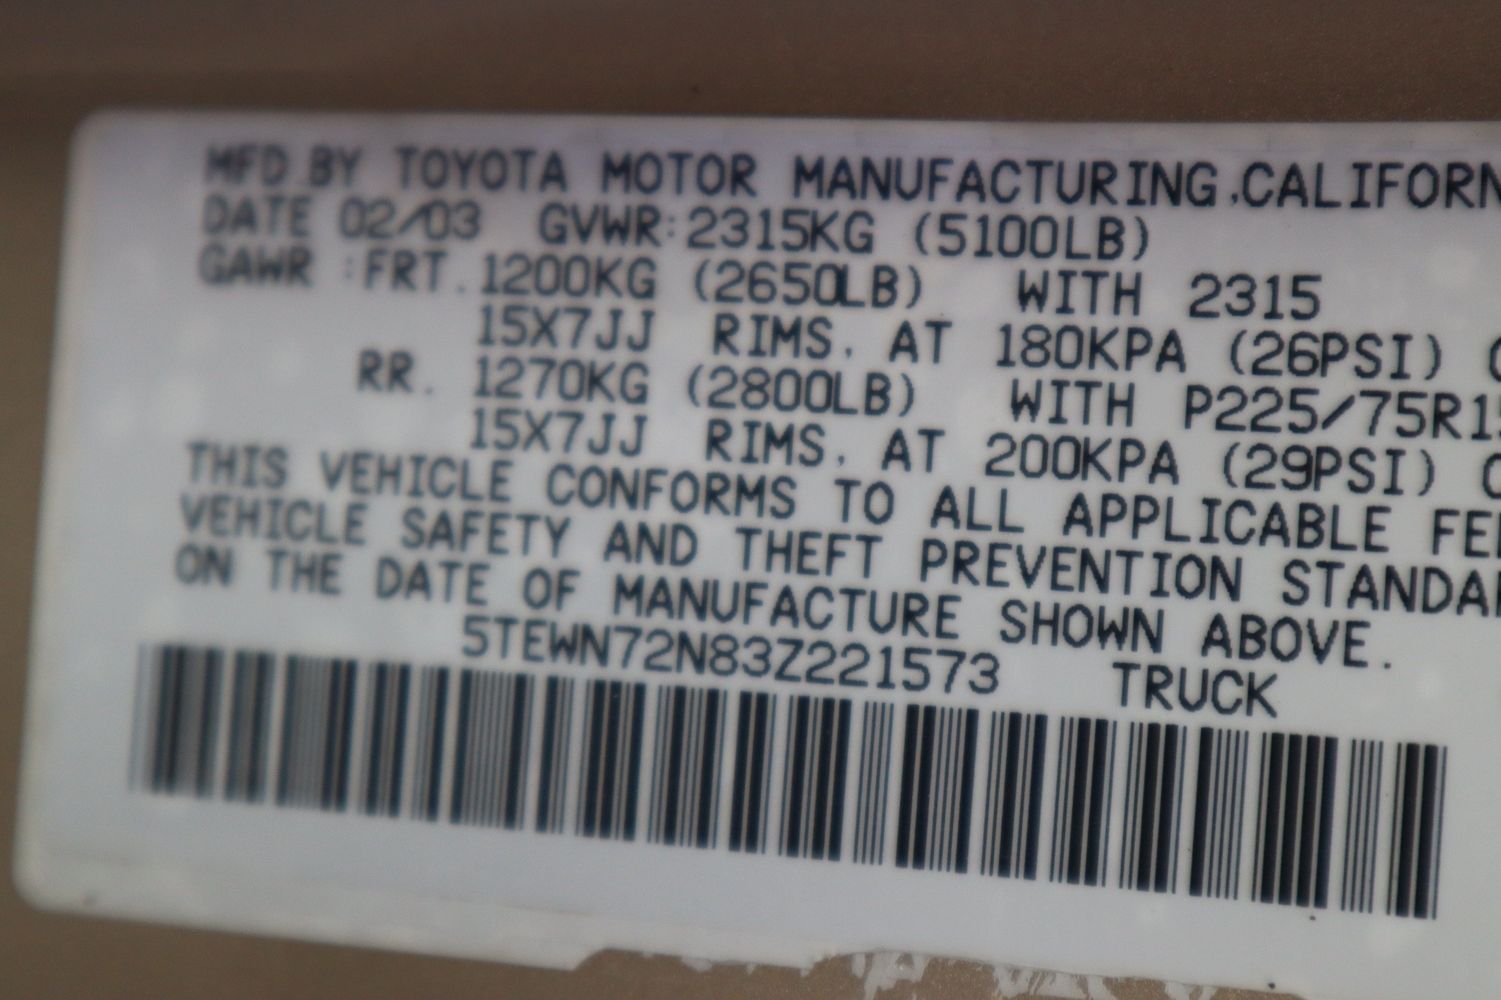 MFD BY TOYOTA MOTOR MANUFACTURING,CALIFORN
DATE 02/03 GVWR:2315KG (5100LB)
GAWR :FRT. 1200KG (2650LB) WITH 2315
15X7JJ RIMS, AT 180KPA (26PSI)
RR. 1270KG (2800LB) WITH P225/75R15
15X7JJ RIMS, AT 200KPA (29PSI)
THIS VEHICLE CONFORMS TO ALL APPLICABLE FE
VEHICLE SAFETY AND THEFT PREVENTION STANDA
ON THE DATE OF MANUFACTURE SHOWN ABOVE.
5TEWN72N83Z221573 TRUCK